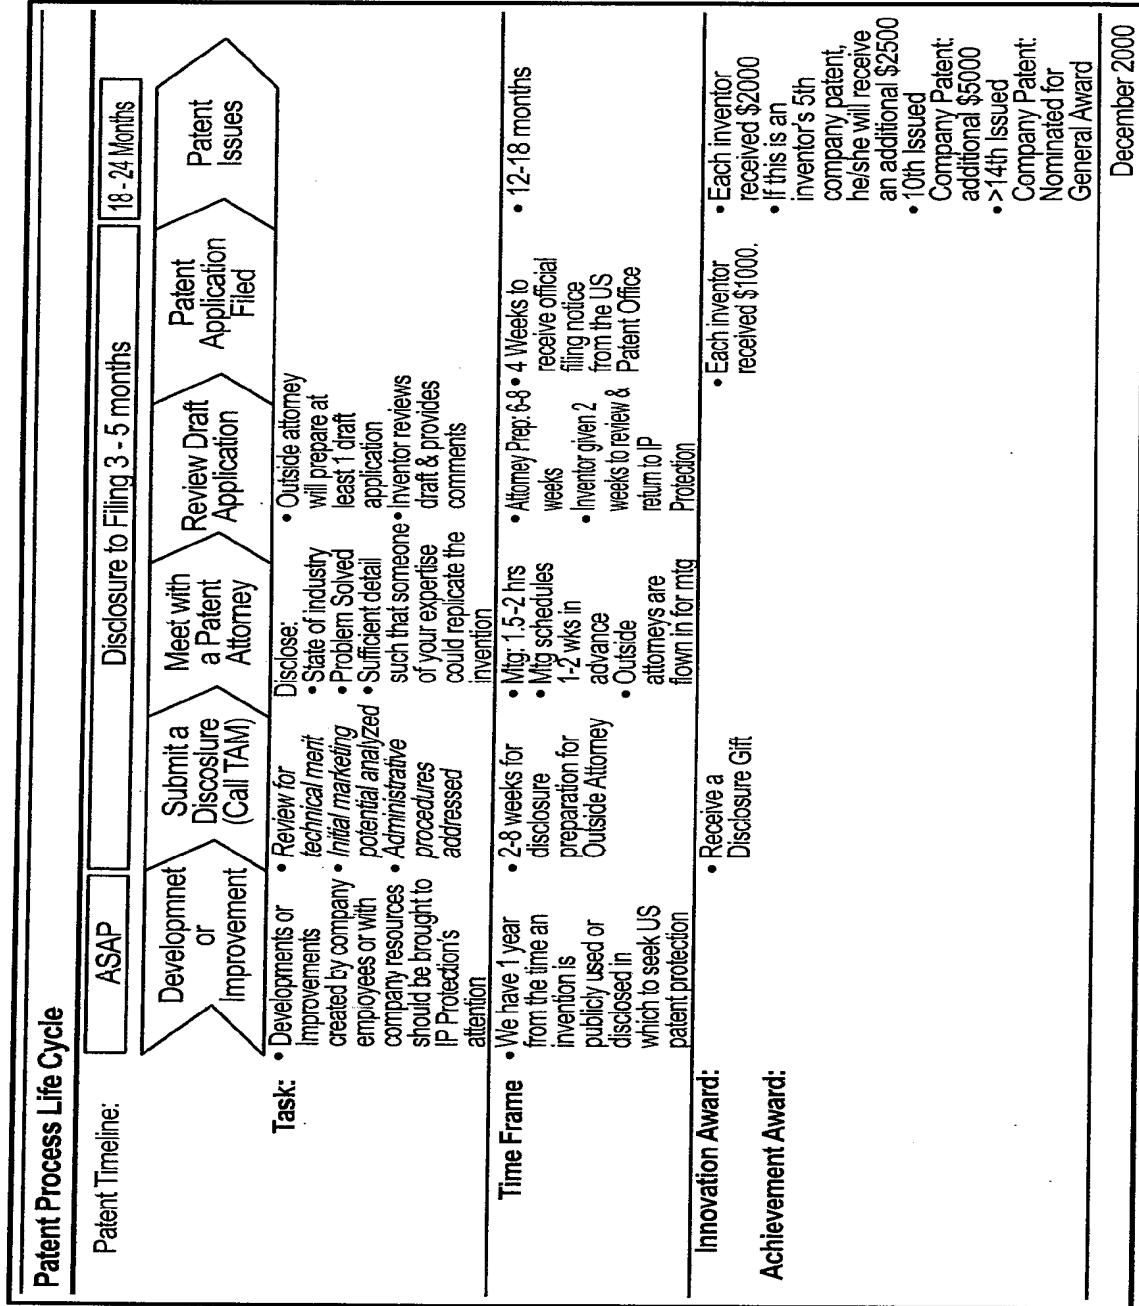 Patent Process Life Cycle
Patent Timeline:
ASAP
Disclosure to Filing 3 - 5 months
18 - 24 Months
Developmnet
or
Improvement
Submit a
Discoslure
(Call TAM)
Meet with
a Patent
Attorney
Review Draft
Application
Patent
Application
Filed
Patent
Issues
Task:
• Developments or
Improvements
created by company
employees or with
company resources
should be brought to
IP Protection's
attention
• Review for
technical merit
• Initial marketing
potential analyzed
• Administrative
procedures
addressed
Disclose:
• State of industry
• Problem Solved
• Sufficient detail
such that someone
of your expertise
could replicate the
invention
• Outside attorney
will prepare at
least 1 draft
application
• Inventor reviews
draft & provides
comments
Time Frame
• We have 1 year
from the time an
invention is
publicly used or
disclosed in
which to seek US
patent protection
• 2-8 weeks for
disclosure
preparation for
Outside Attorney
• Mtg: 1.5-2 hrs
• Mtg schedules
1-2 wks in
advance
• Outside
attorneys are
flown in for mtg
• Attorney Prep: 6-8
weeks
• Inventor given 2
weeks to review &
return to IP
Protection
• 4 Weeks to
receive official
filing notice
from the US
Patent Office
• 12-18 months
Innovation Award:
• Receive a
Disclosure Gift
• Each inventor
received $1000.
• Each inventor
received $2000
• If this is an
inventor's 5th
company patent,
he/she will receive
an additional $2500
• 10th Issued
Company Patent:
additional $5000
• >14th Issued
Company Patent:
Nominated for
General Award
Achievement Award:
December 2000